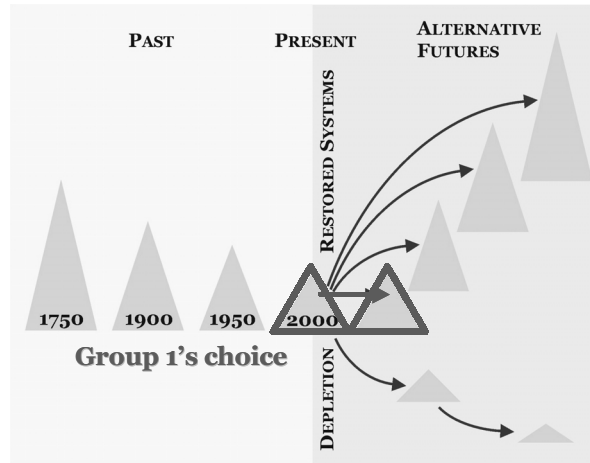 PAST
PRESENT
ALTERNATIVE
FUTURES
RESTORED SYSTEMS
1750
1900
1950
2000
Group 1's choice
DEPLETION